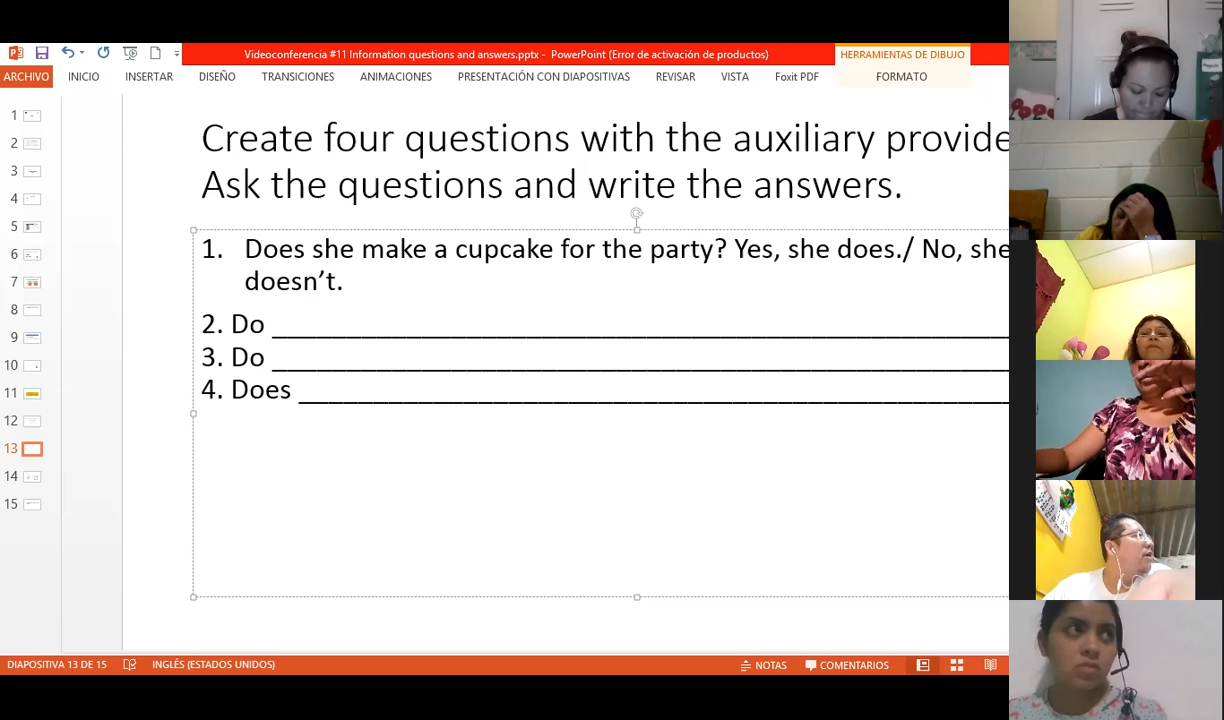 Videoconferencia #11 Information questions and answers.pptx - PowerPoint (Error de activación de productos)
HERRAMIENTAS DE DIBUJO
ARCHIVO INICIO INSERTAR DISEÑO TRANSICIONES ANIMACIONES PRESENTACIÓN CON DIAPOSITIVAS REVISAR VISTA Foxit PDF FORMATO
1
2
3
4
5
6
7
8
9
10
11
12
13
14
15
Create four questions with the auxiliary provide
Ask the questions and write the answers.
1. Does she make a cupcake for the party? Yes, she does./ No, she
doesn't.
2. Do ___
3. Do ___
4. Does ___
DIAPOSITIVA 13 DE 15 INGLÉS (ESTADOS UNIDOS) NOTAS COMENTARIOS